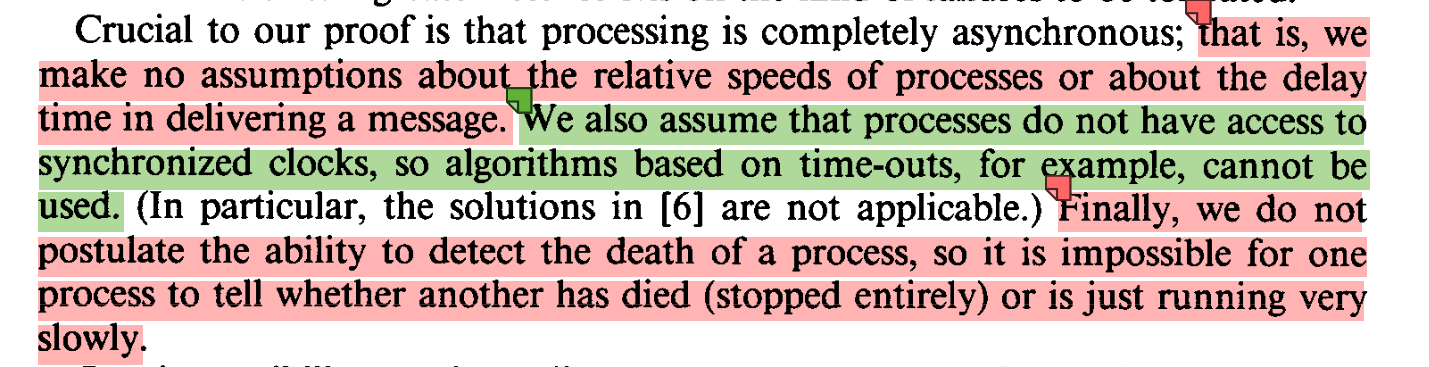 Crucial to our proof is that processing is completely asynchronous; that is, we
make no assumptions about the relative speeds of processes or about the delay
time in delivering a message. We also assume that processes do not have access to
synchronized clocks, so algorithms based on time-outs, for example, cannot be
used. (In particular, the solutions in [6] are not applicable.) Finally, we do not
postulate the ability to detect the death of a process, so it is impossible for one
process to tell whether another has died (stopped entirely) or is just running very
slowly.